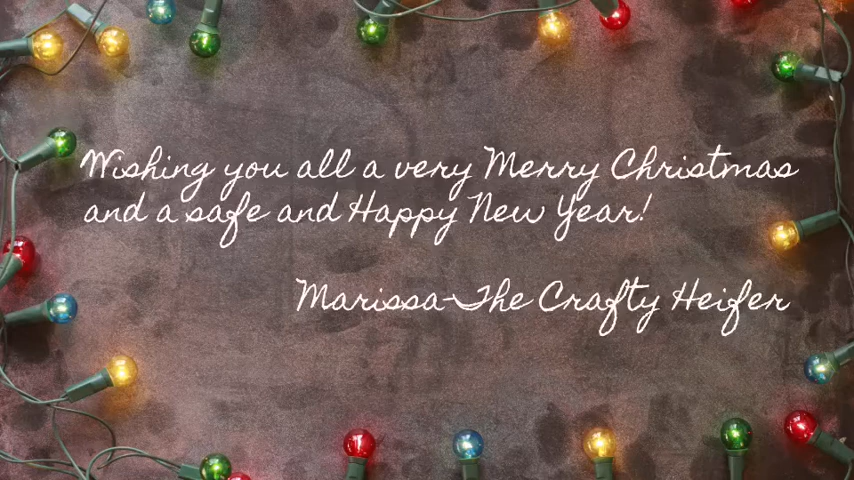 Wishing you all a very Merry Christmas
and a safe and Happy New Year!
Marissa-The Crafty Heifer